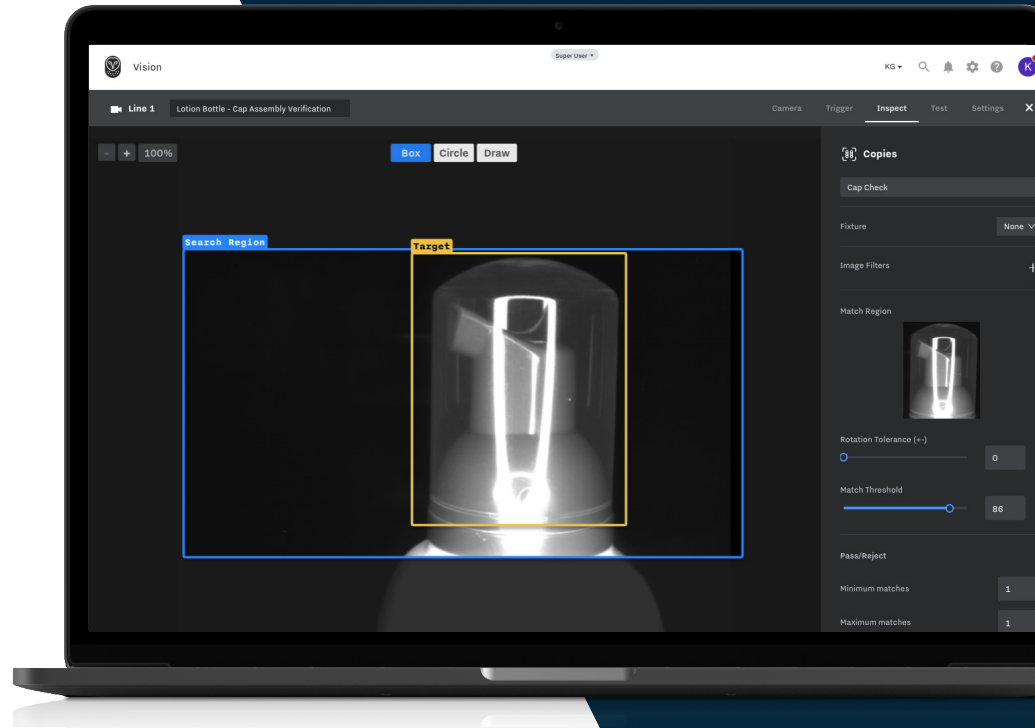 Vision
Super User
KG
K
Line 1
Lotion Bottle - Cap Assembly Verification
Camera
Trigger
Inspect
Test
Settings
- + 100%
Box
Circle
Draw
Search Region
Target
Copies
Cap Check
Fixture
None
Image Filters
Match Region
Rotation Tolerance (+-)
0
Match Threshold
86
Pass/Reject
Minimum matches
1
Maximum matches
1